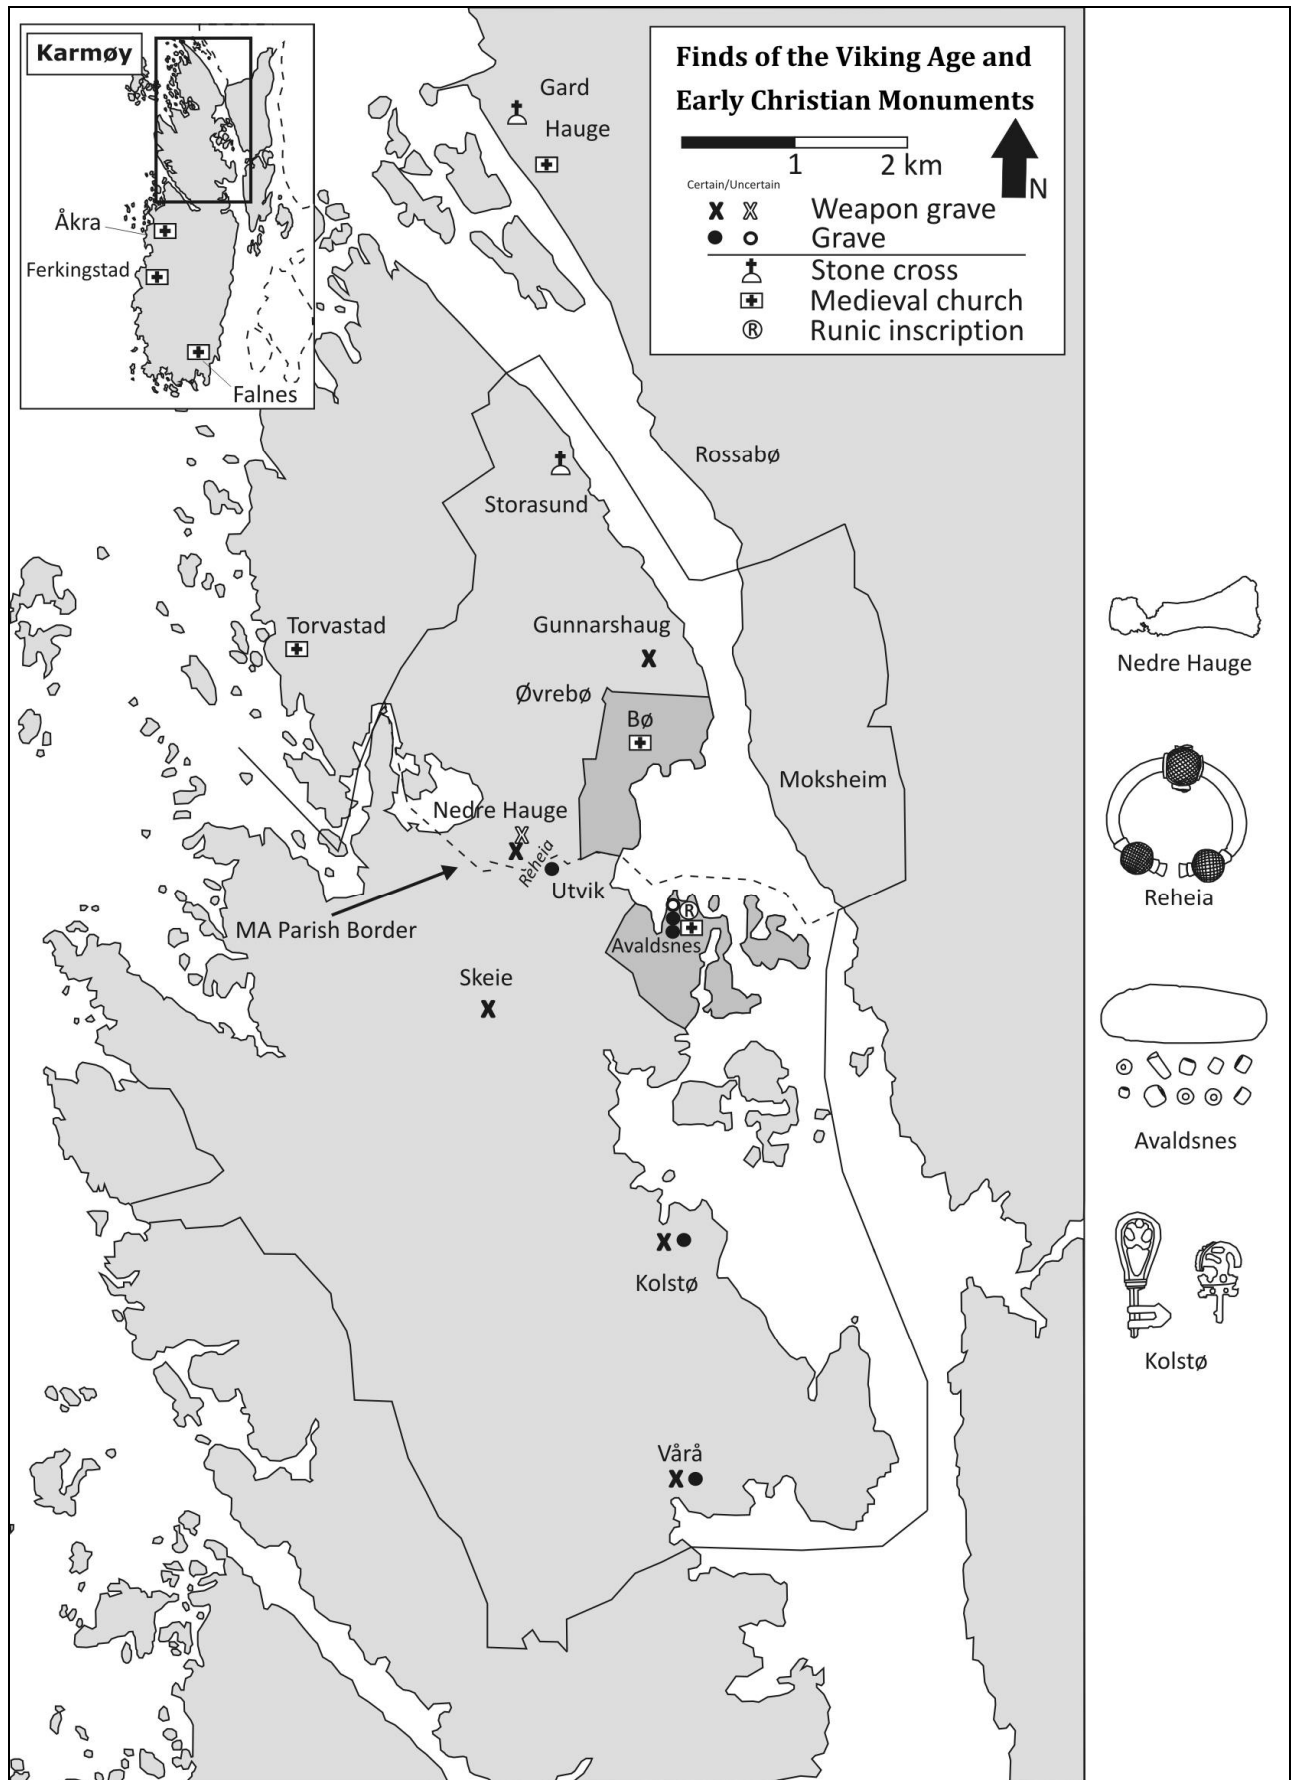 Karmøy
Åkra
Ferkingstad
Falnes
Finds of the Viking Age and
Early Christian Monuments
1 2 km
N
Certain/Uncertain
X X Weapon grave
Grave
Stone cross
Medieval church
® Runic inscription
Gard
Hauge
Rossabø
Storasund
Torvastad
Gunnarshaug
X
Øvrebø
Bø
Moksheim
Nedre Hauge
X
X
Reheia
Utvik
MA Parish Border
®
Avaldsnes
Skeie
X
X
Kolstø
Vårå
X
Nedre Hauge
Reheia
Avaldsnes
Kolstø